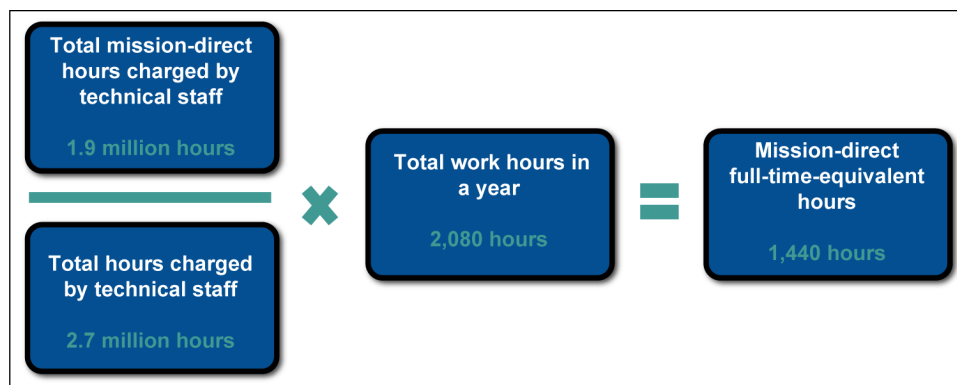 Total mission-direct
hours charged by
technical staff
1.9 million hours
Total hours charged
by technical staff
2.7 million hours
Total work hours in
a year
2,080 hours
Mission-direct
full-time-equivalent
hours
1,440 hours